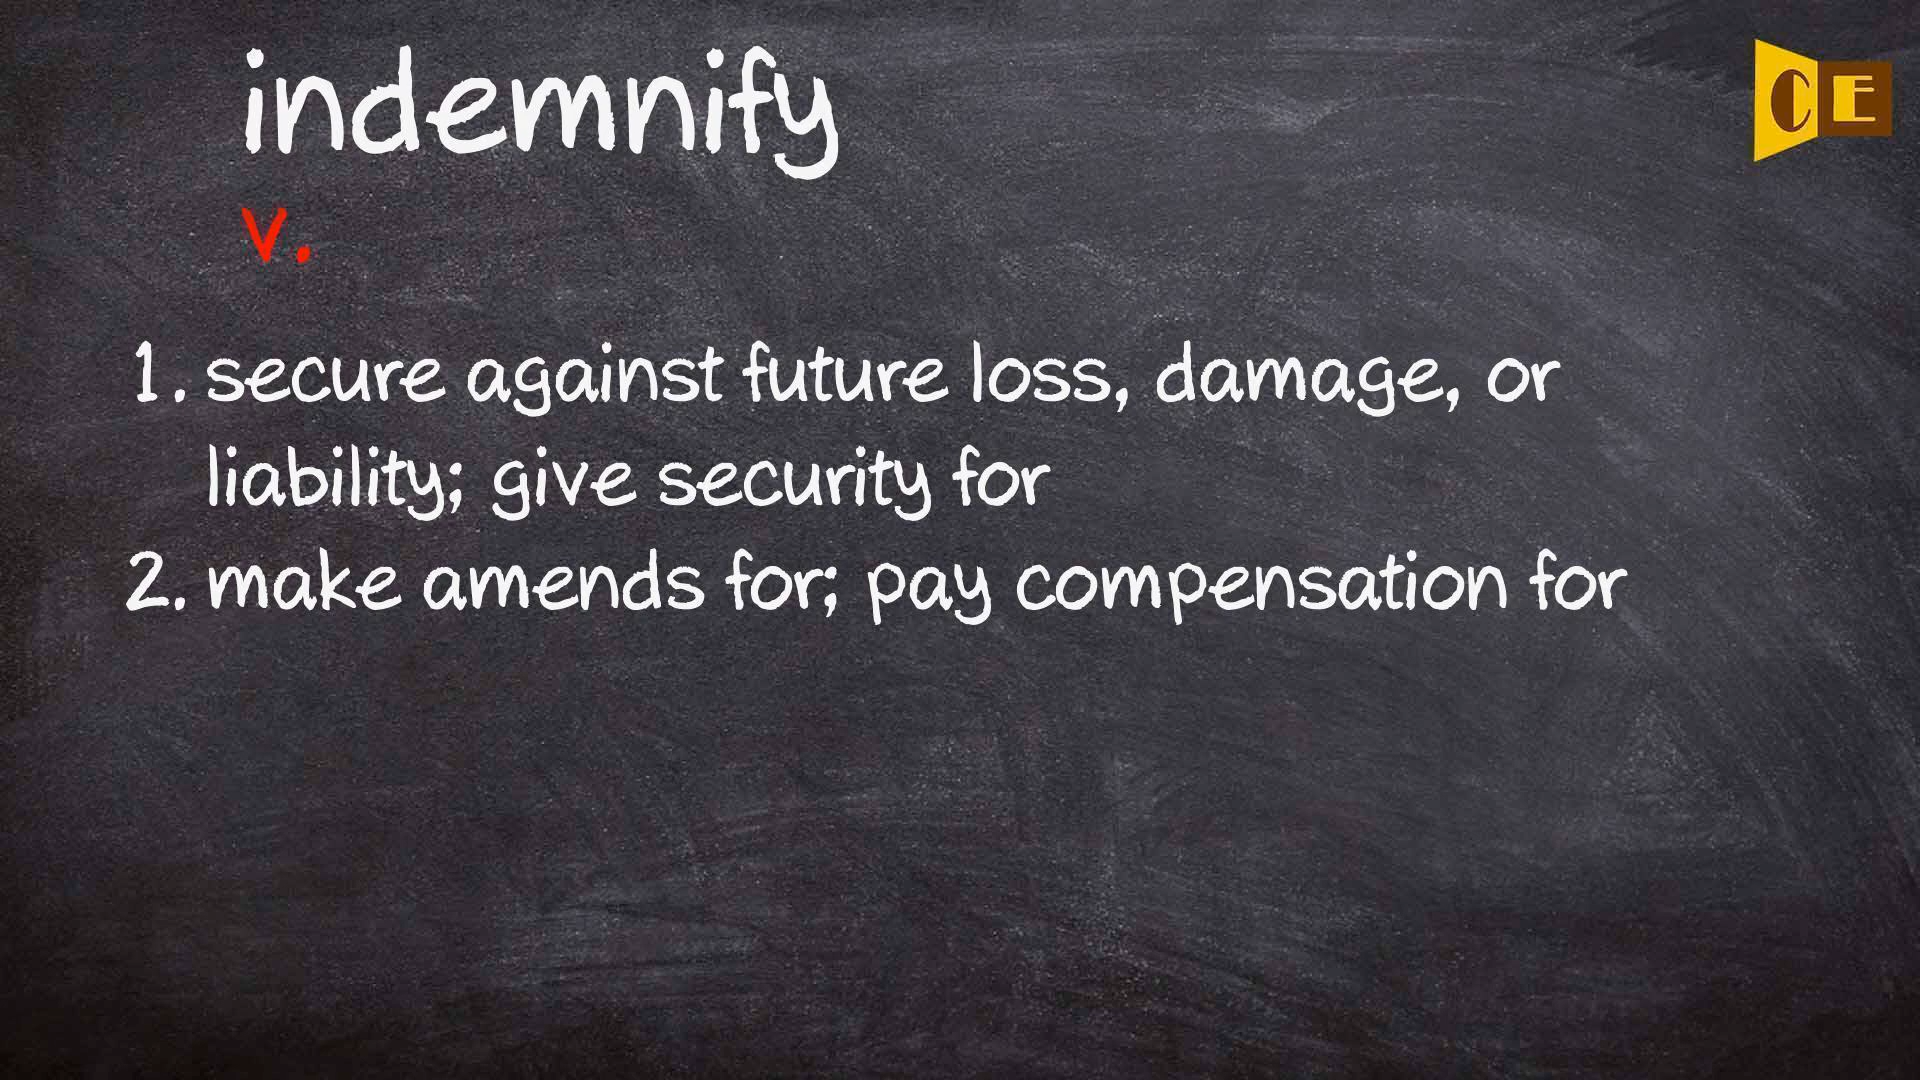 indemnify
CE
v.
1. secure against future loss, damage, or
liability; give security for
2. make amends for; pay compensation for